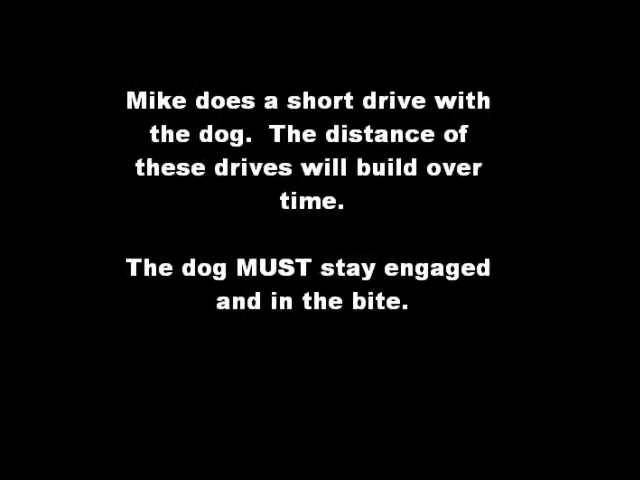 Mike does a short drive with
the dog.  The distance of
these drives will build over
time.
The dog MUST stay engaged
and in the bite.